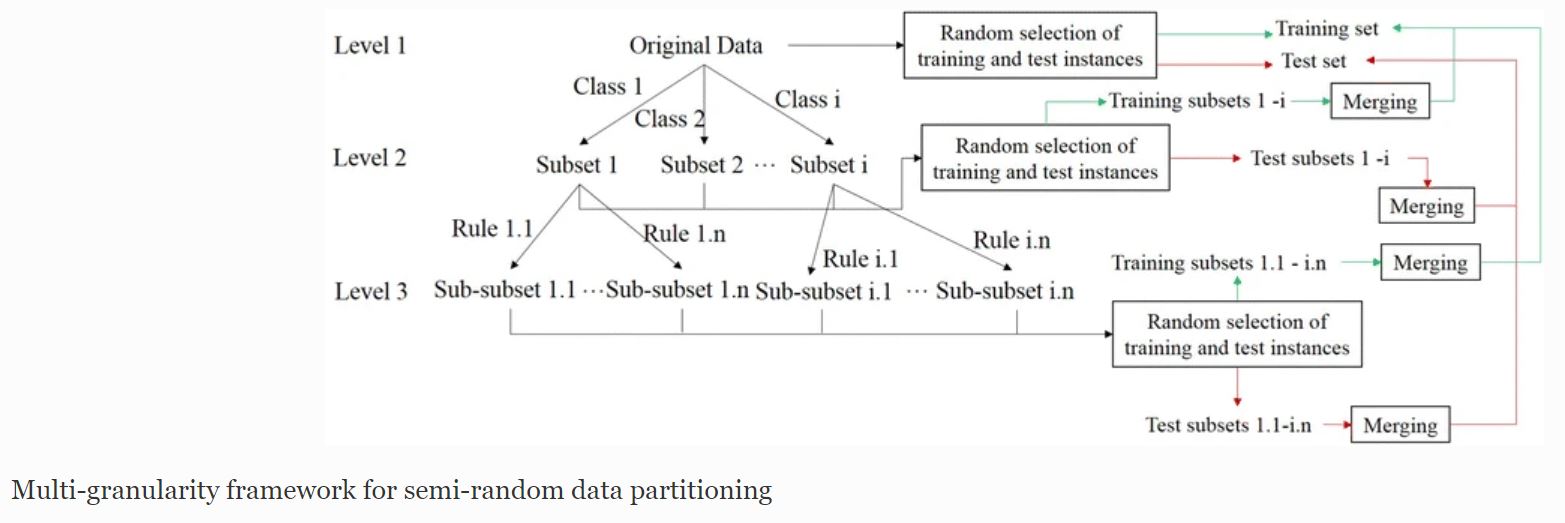 Level 1
Original Data
Random selection of
training and test instances
Training set
Test set
Class 1
Class 2
Class i
Training subsets 1 -i
Merging
Level 2
Subset 1
Subset 2
···
Subset i
Random selection of
training and test instances
Test subsets 1 -i
Merging
Rule 1.1
Rule 1.n
Rule i.1
Rule i.n
Training subsets 1.1 - i.n
Merging
Level 3
Sub-subset 1.1
···
Sub-subset 1.n
Sub-subset i.1
···
Sub-subset i.n
Random selection of
training and test instances
Test subsets 1.1-i.n
Merging
Multi-granularity framework for semi-random data partitioning